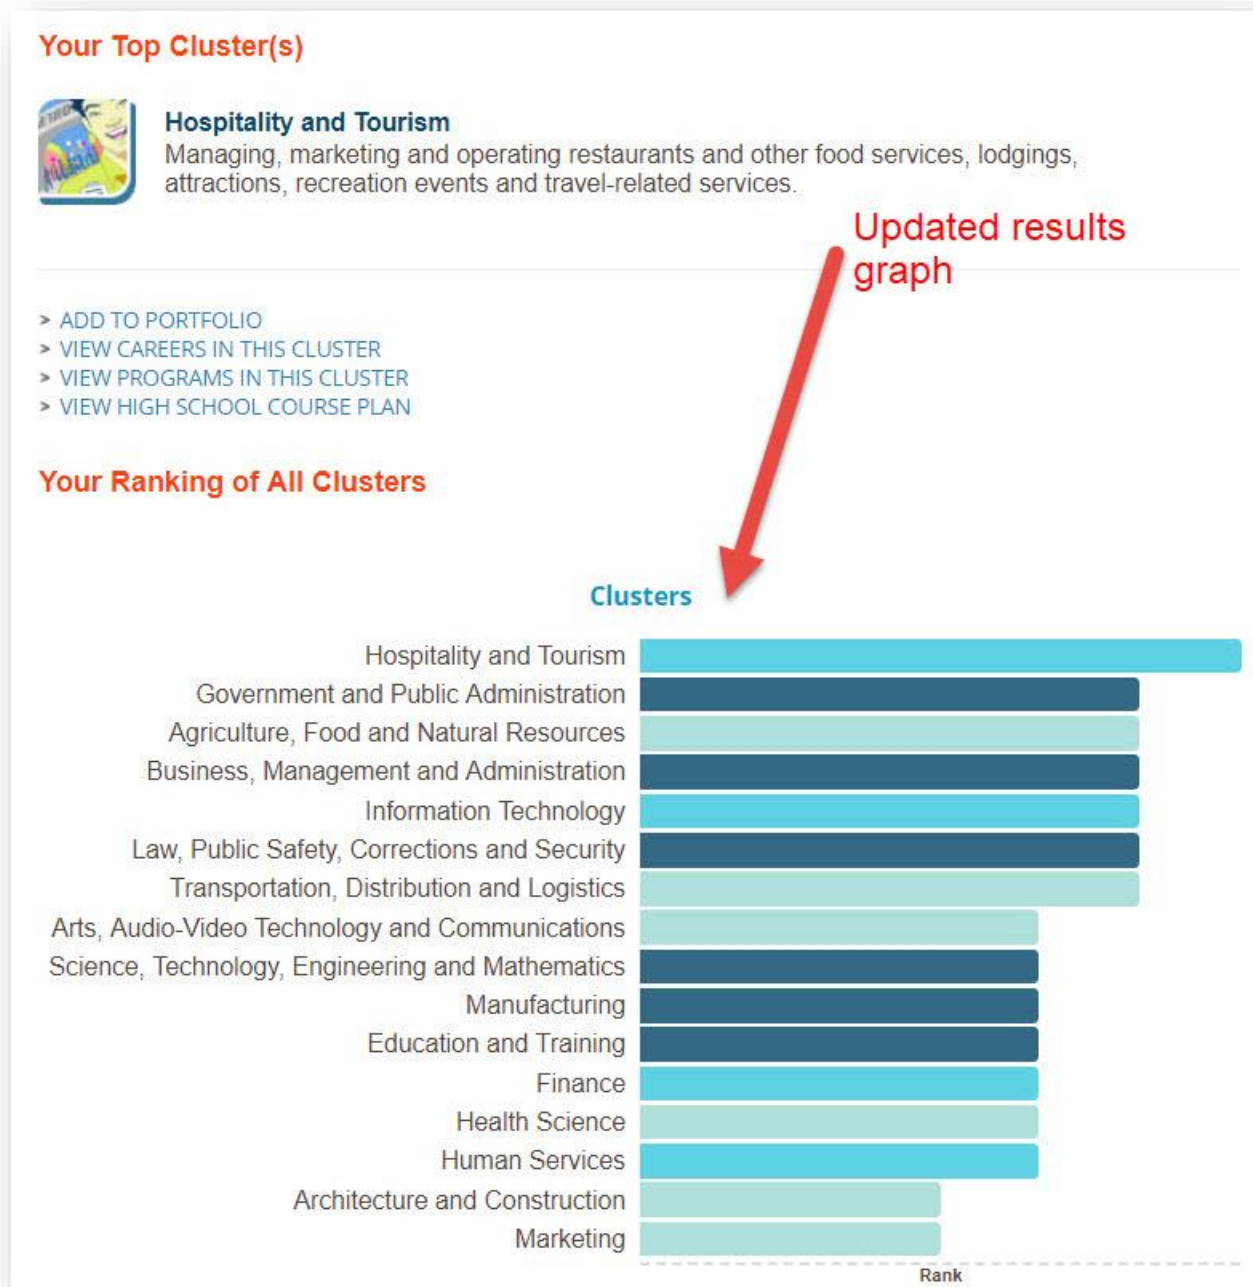 Your Top Cluster(s)
Hospitality and Tourism
Managing, marketing and operating restaurants and other food services, lodgings,
attractions, recreation events and travel-related services.
Updated results
graph
> ADD TO PORTFOLIO
> VIEW CAREERS IN THIS CLUSTER
> VIEW PROGRAMS IN THIS CLUSTER
> VIEW HIGH SCHOOL COURSE PLAN
Your Ranking of All Clusters
Clusters
Hospitality and Tourism
Government and Public Administration
Agriculture, Food and Natural Resources
Business, Management and Administration
Information Technology
Law, Public Safety, Corrections and Security
Transportation, Distribution and Logistics
Arts, Audio-Video Technology and Communications
Science, Technology, Engineering and Mathematics
Manufacturing
Education and Training
Finance
Health Science
Human Services
Architecture and Construction
Marketing
Rank